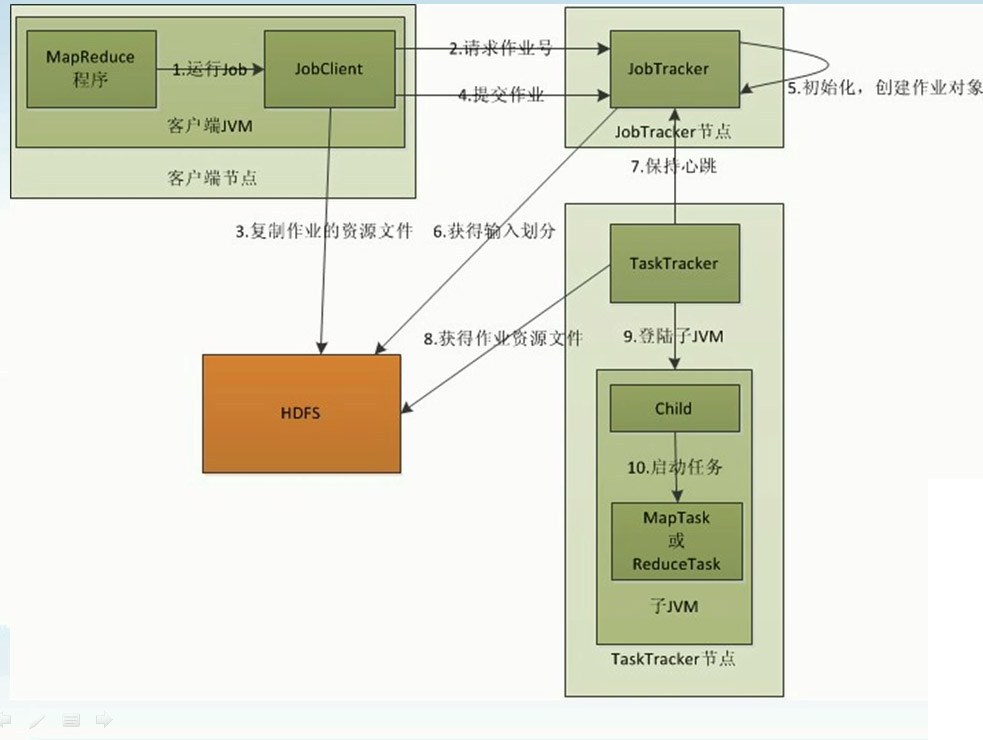 MapReduce
程序
1.运行Job
JobClient
2.请求作业号
4.提交作业
JobTracker
5.初始化，创建作业对象
客户端JVM
JobTracker节点
客户端节点
7.保持心跳
3.复制作业的资源文件
6.获得输入划分
TaskTracker
8.获得作业资源文件
9.登陆子JVM
HDFS
Child
10.启动任务
MapTask
或
ReduceTask
子JVM
TaskTracker节点